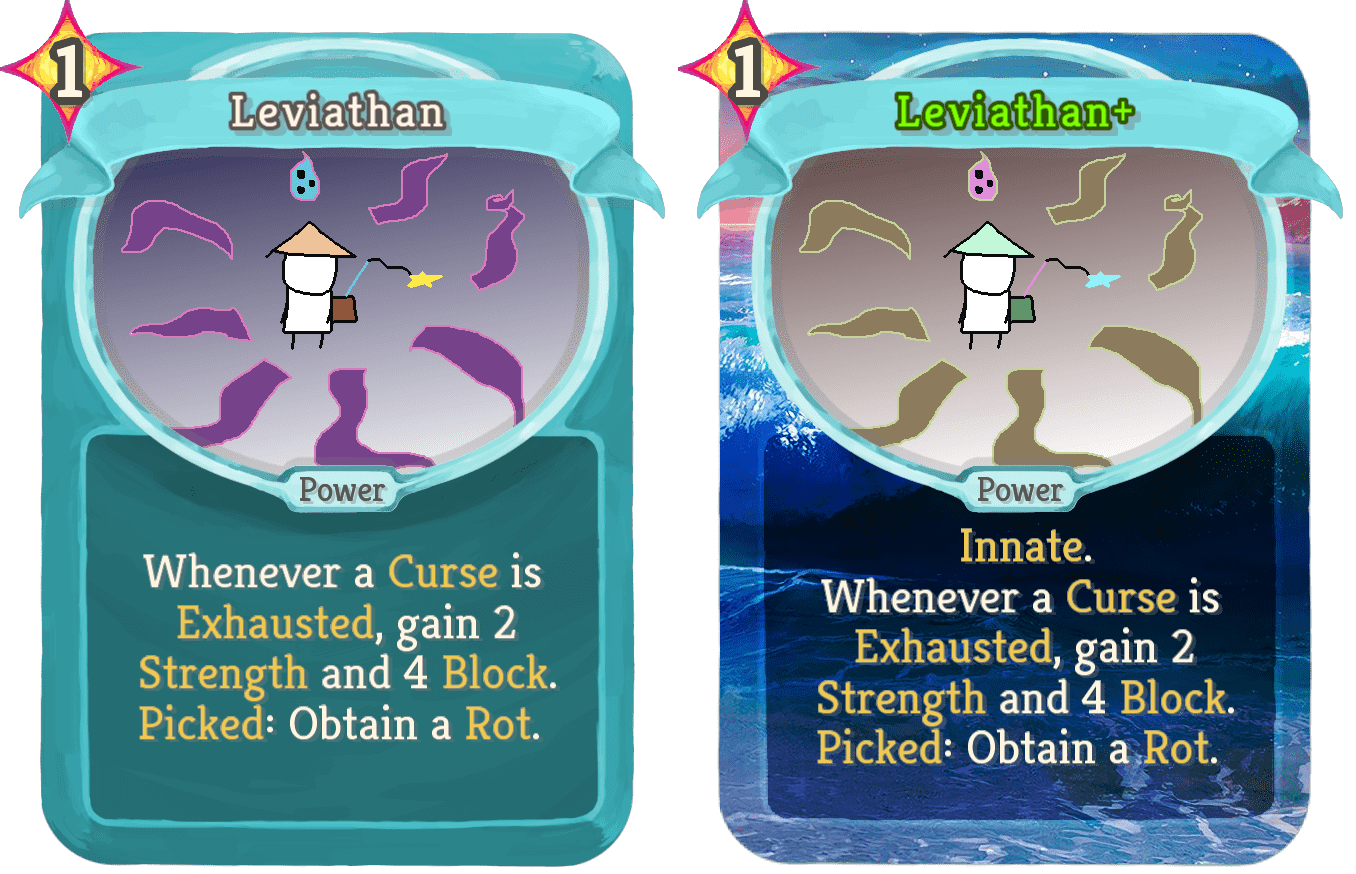 1
Leviathan
Power
Whenever a Curse is
Exhausted, gain 2
Strength and 4 Block.
Picked: Obtain a Rot.
1
Leviathan+
Power
Innate.
Whenever a Curse is
Exhausted, gain 2
Strength and 4 Block.
Picked: Obtain a Rot.